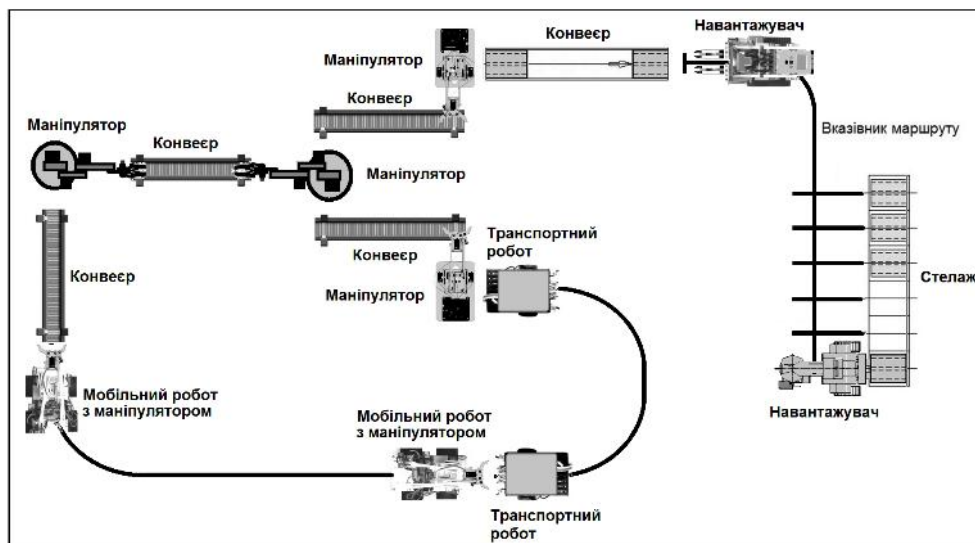 Конвеєр
Навантажувач
Маніпулятор
Конвеєр
Вказівник маршруту
Маніпулятор
Конвеєр
Маніпулятор
Транспортний
робот
Конвеєр
Конвеєр
Стелаж
Маніпулятор
Мобільний робот
з маніпулятором
Мобільний робот
з маніпулятором
Навантажувач
Транспортний
робот